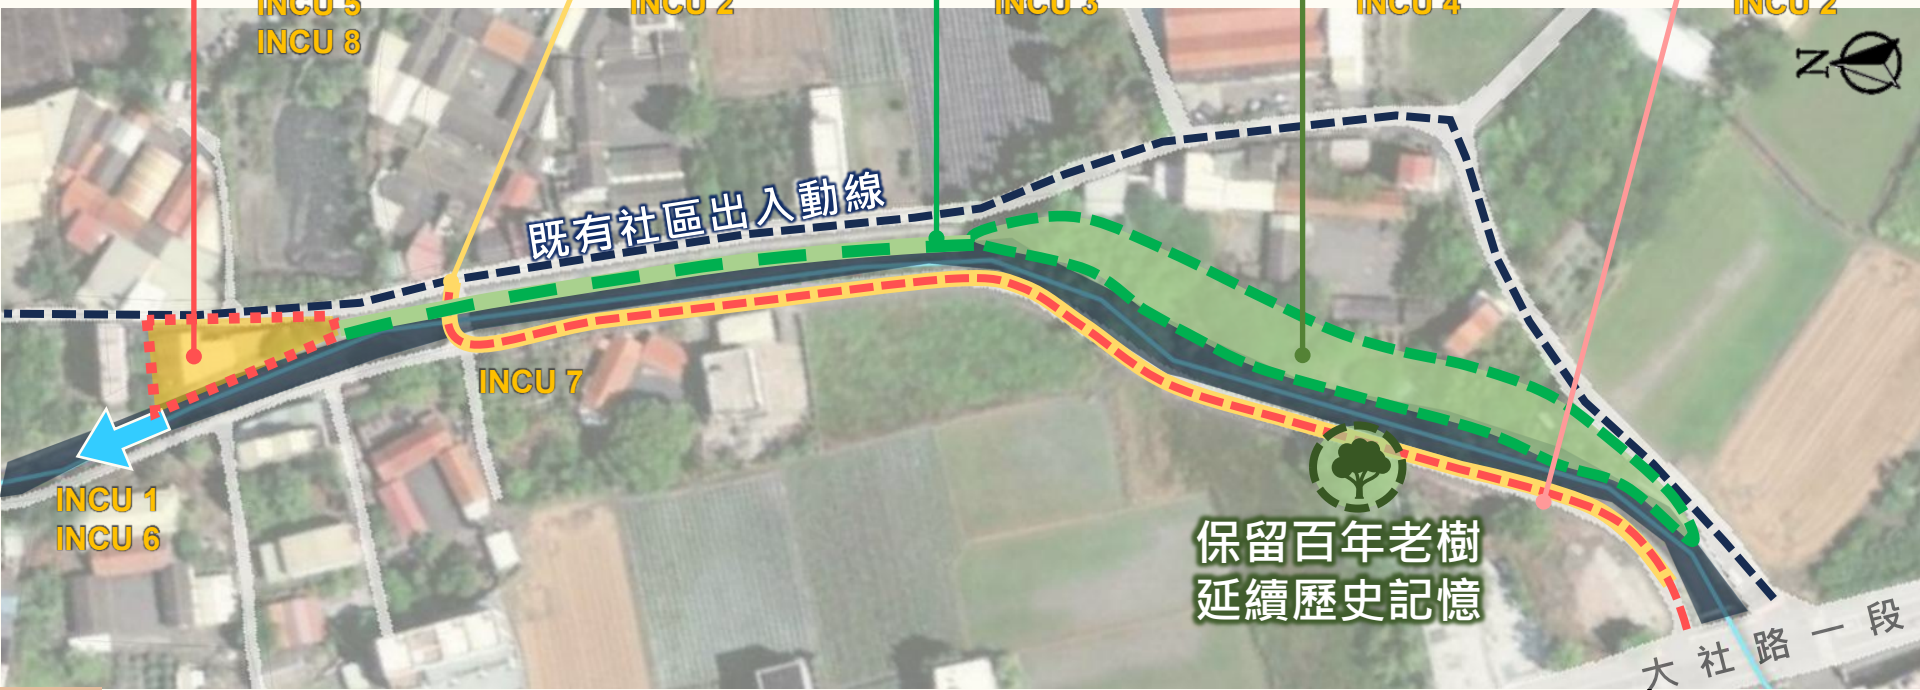 INCU 5
INCU 2
INCU 3
INCU 4
INCU 2
INCU 8
N
既有社區出入動線
INCU 7
INCU 1
INCU 6
保留百年老樹
延續歷史記憶
大社路一段